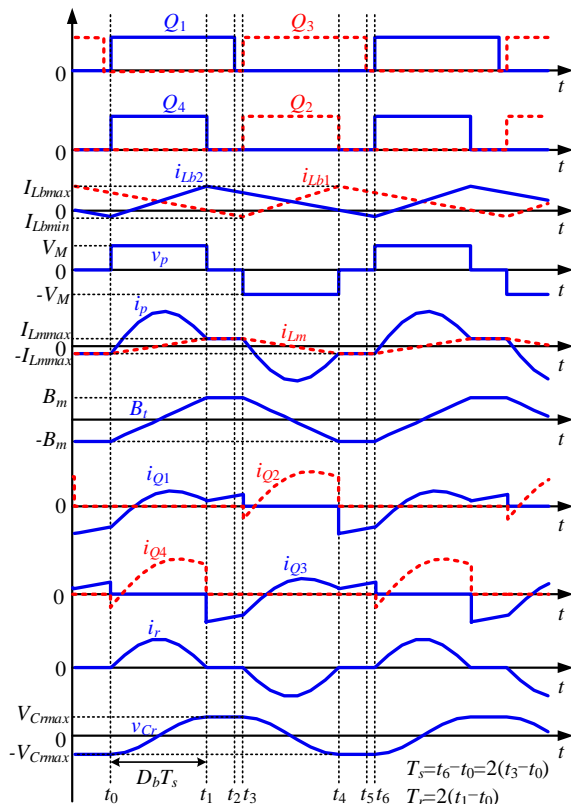 Q1 Q3
0
t
Q4 Q2
0
t
iLb2 iLb1
ILbmax
0
t
ILbmin
VM
vp
0
t
-VM
ip
ILmmax
iLm
0
t
-ILmmax
Bm
Bt
t
-Bm
iQ1 iQ2
0
t
iQ4 iQ3
0
t
ir
0
t
VCrmax
vCr
0
t
-VCrmax
DbTs
Ts=t6-t0=2(t3-t0)
t0 t1 t2 t3 t4 t5 t6
Tr=2(t1-t0)